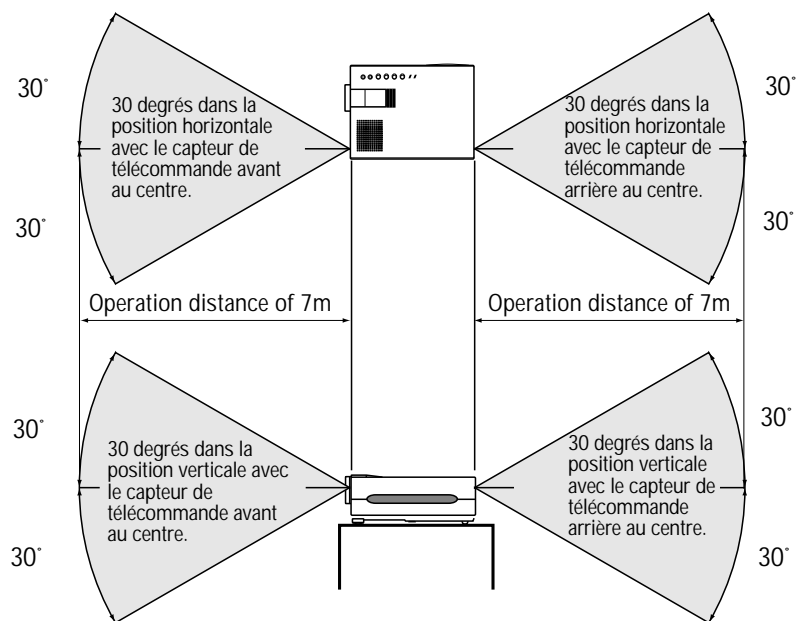 30°
30 degrés dans la
position horizontale
avec le capteur de
télécommande avant
au centre.
30°
30°
30 degrés dans la
position horizontale
avec le capteur de
télécommande
arrière au centre.
30°
Operation distance of 7m
Operation distance of 7m
30°
30 degrés dans la
position verticale avec
le capteur de
télécommande avant
au centre.
30°
30°
30 degrés dans la
position verticale
avec le capteur de
télécommande
arrière au centre.
30°